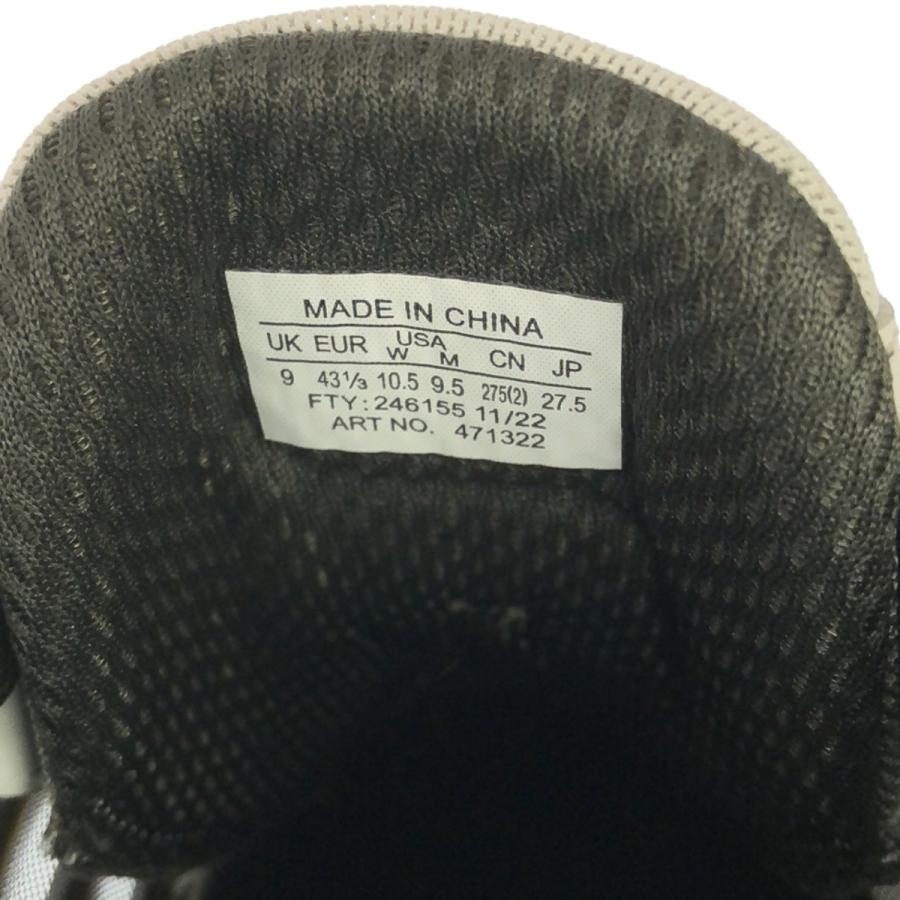 MADE IN CHINA
UK EUR USA W M CN JP
9 43⅓ 10.5 9.5 275(2) 27.5
FTY: 246155 11/22
ART NO. 471322